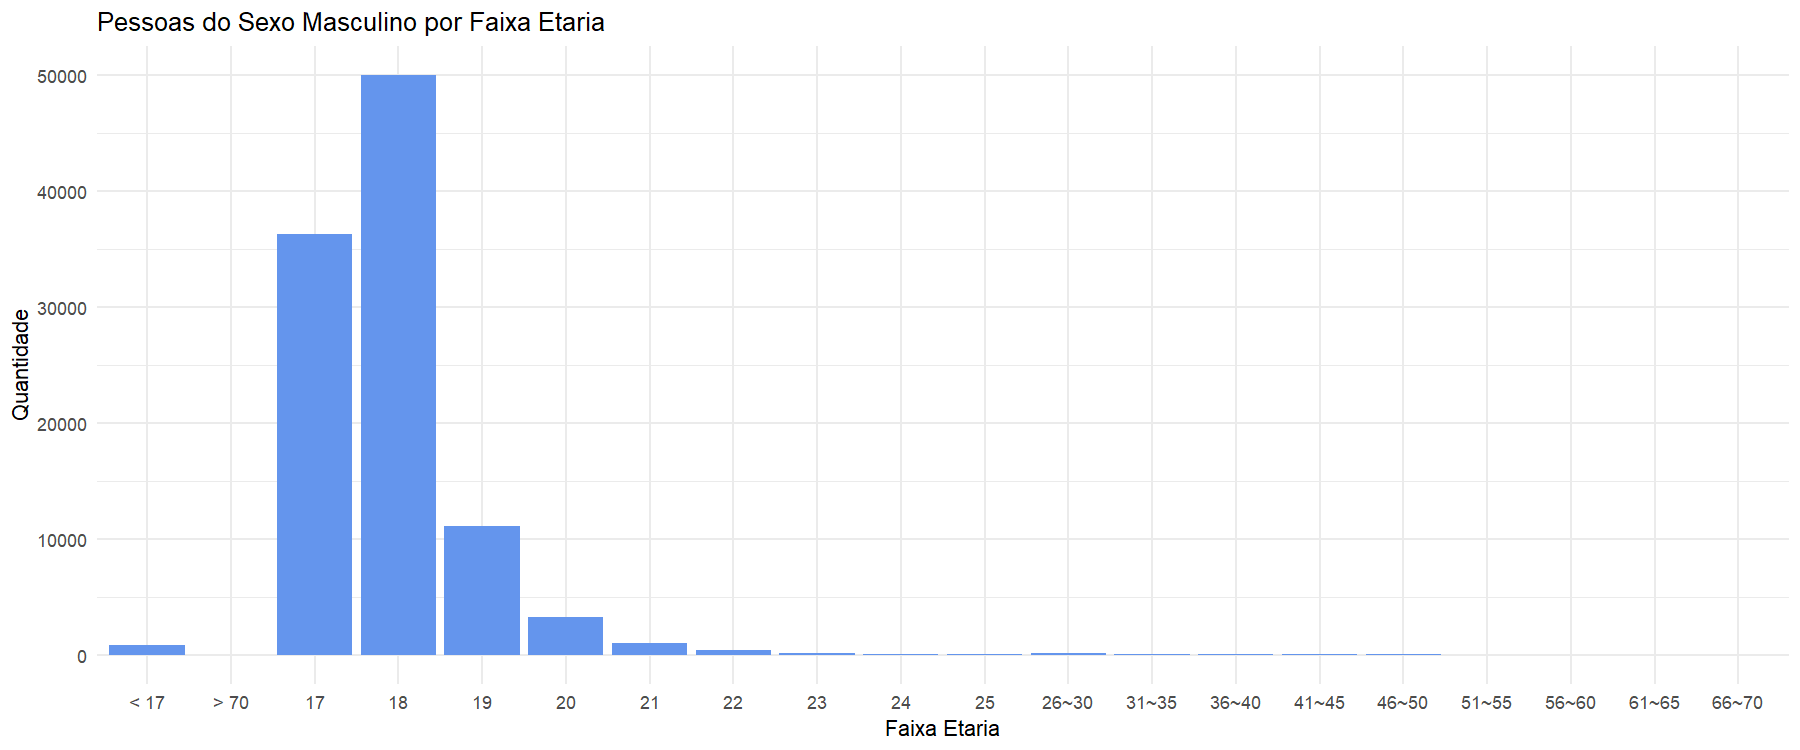 Pessoas do Sexo Masculino por Faixa Etaria
Quantidade
50000
40000
30000
20000
10000
0
< 17 > 70 17 18 19 20 21 22 23 24 25 26~30 31~35 36~40 41~45 46~50 51~55 56~60 61~65 66~70
Faixa Etaria